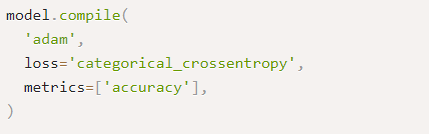 model.compile(
  'adam',
  loss='categorical_crossentropy',
  metrics=['accuracy'],
)